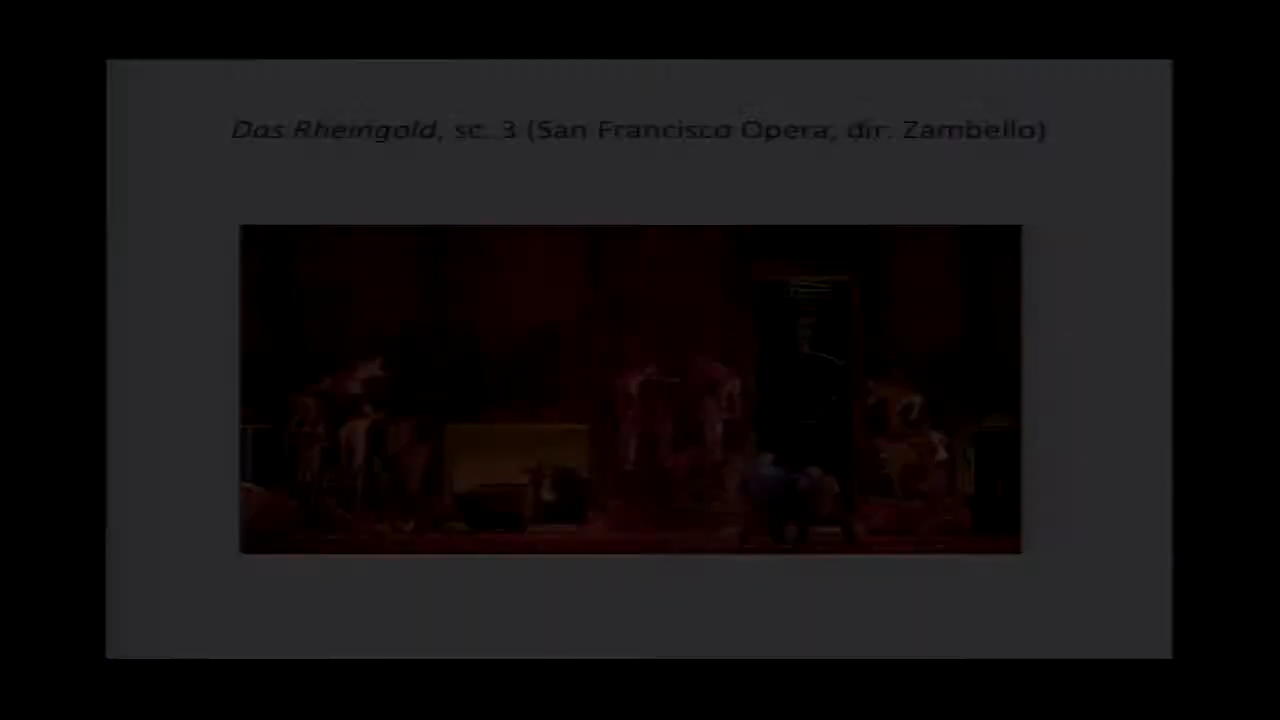 Das Rheingold, sc. 3 (San Francisco Opera, dir. Zambello)